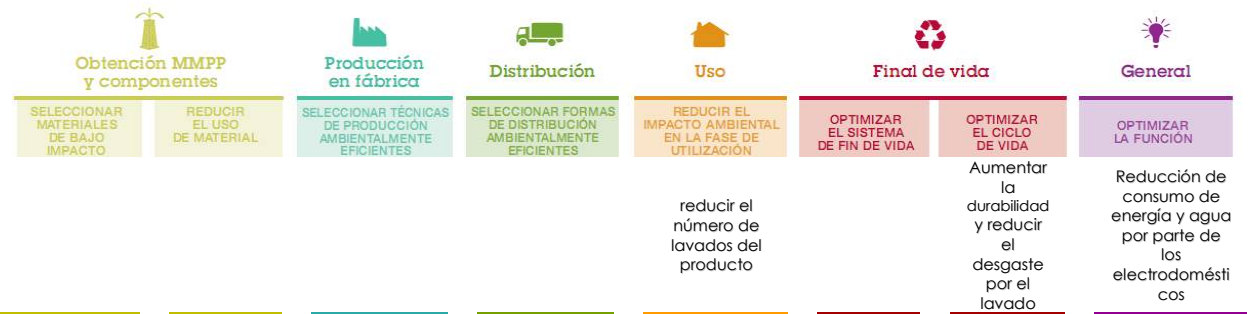 Obtención MMPP
y componentes
Producción
en fábrica
Distribución
Uso
Final de vida
General
SELECCIONAR
MATERIALES
DE BAJO
IMPACTO
REDUCIR
EL USO
DE MATERIAL
SELECCIONAR TÉCNICAS
DE PRODUCCIÓN
AMBIENTALMENTE
EFICIENTES
SELECCIONAR FORMAS
DE DISTRIBUCIÓN
AMBIENTALMENTE
EFICIENTES
REDUCIR EL
IMPACTO AMBIENTAL
EN LA FASE DE
UTILIZACIÓN
OPTIMIZAR
EL SISTEMA
DE FIN DE VIDA
OPTIMIZAR
EL CICLO
DE VIDA
OPTIMIZAR
LA FUNCIÓN
reducir el
número de
lavados del
producto
Aumentar
la
durabilidad
y reducir
el
desgaste
por el
lavado
Reducción de
consumo de
energía y agua
por parte de
los
electrodomésti
cos